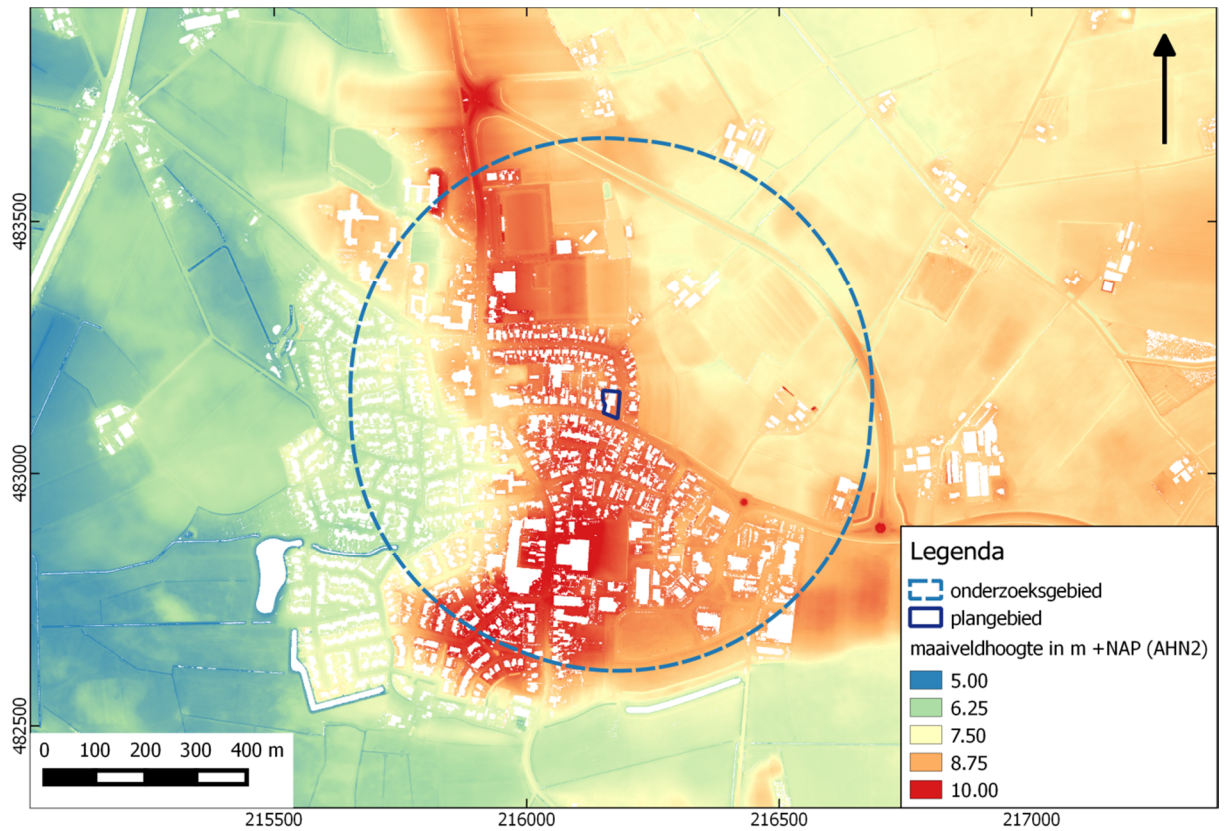 483500
483000
482500
Legenda
onderzoeksgebied
plangebied
maaiveldhoogte in m +NAP (AHN2)
5.00
6.25
7.50
8.75
10.00
0 100 200 300 400 m
215500 216000 216500 217000